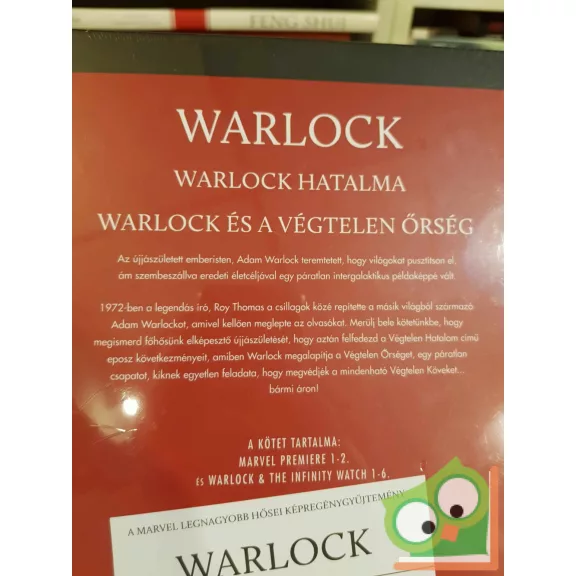 FENG SHUI
WARLOCK
WARLOCK HATALMA
WARLOCK ÉS A VÉGTELEN ŐRSÉG
Az újjászületett emberisten, Adam Warlock teremtetett, hogy világokat pusztítson el,
ám szembeszállva eredeti életcéljával egy páratlan intergalaktikus példaképpé vált.
1972-ben a legendás író, Roy Thomas a csillagok közé repítette a másik világból származó
Adam Warlockot, amivel kellően meglepte az olvasókat. Merülj bele kötetünkbe, hogy
megismerd főhősünk elképesztő újjászületését, hogy aztán felfedezd a Végtelen Hatalom című
eposz következményeit, amiben Warlock megalapítja a Végtelen Őrséget, egy páratlan
csapatot, kiknek egyetlen feladata, hogy megvédjék a mindenható Végtelen Köveket...
bármi áron!
A KÖTET TARTALMA:
MARVEL PREMIERE 1-2.
ÉS WARLOCK & THE INFINITY WATCH 1-6.
A MARVEL LEGNAGYOBB HŐSEI KÉPREGÉNYGYŰJTEMÉNY
WARLOCK